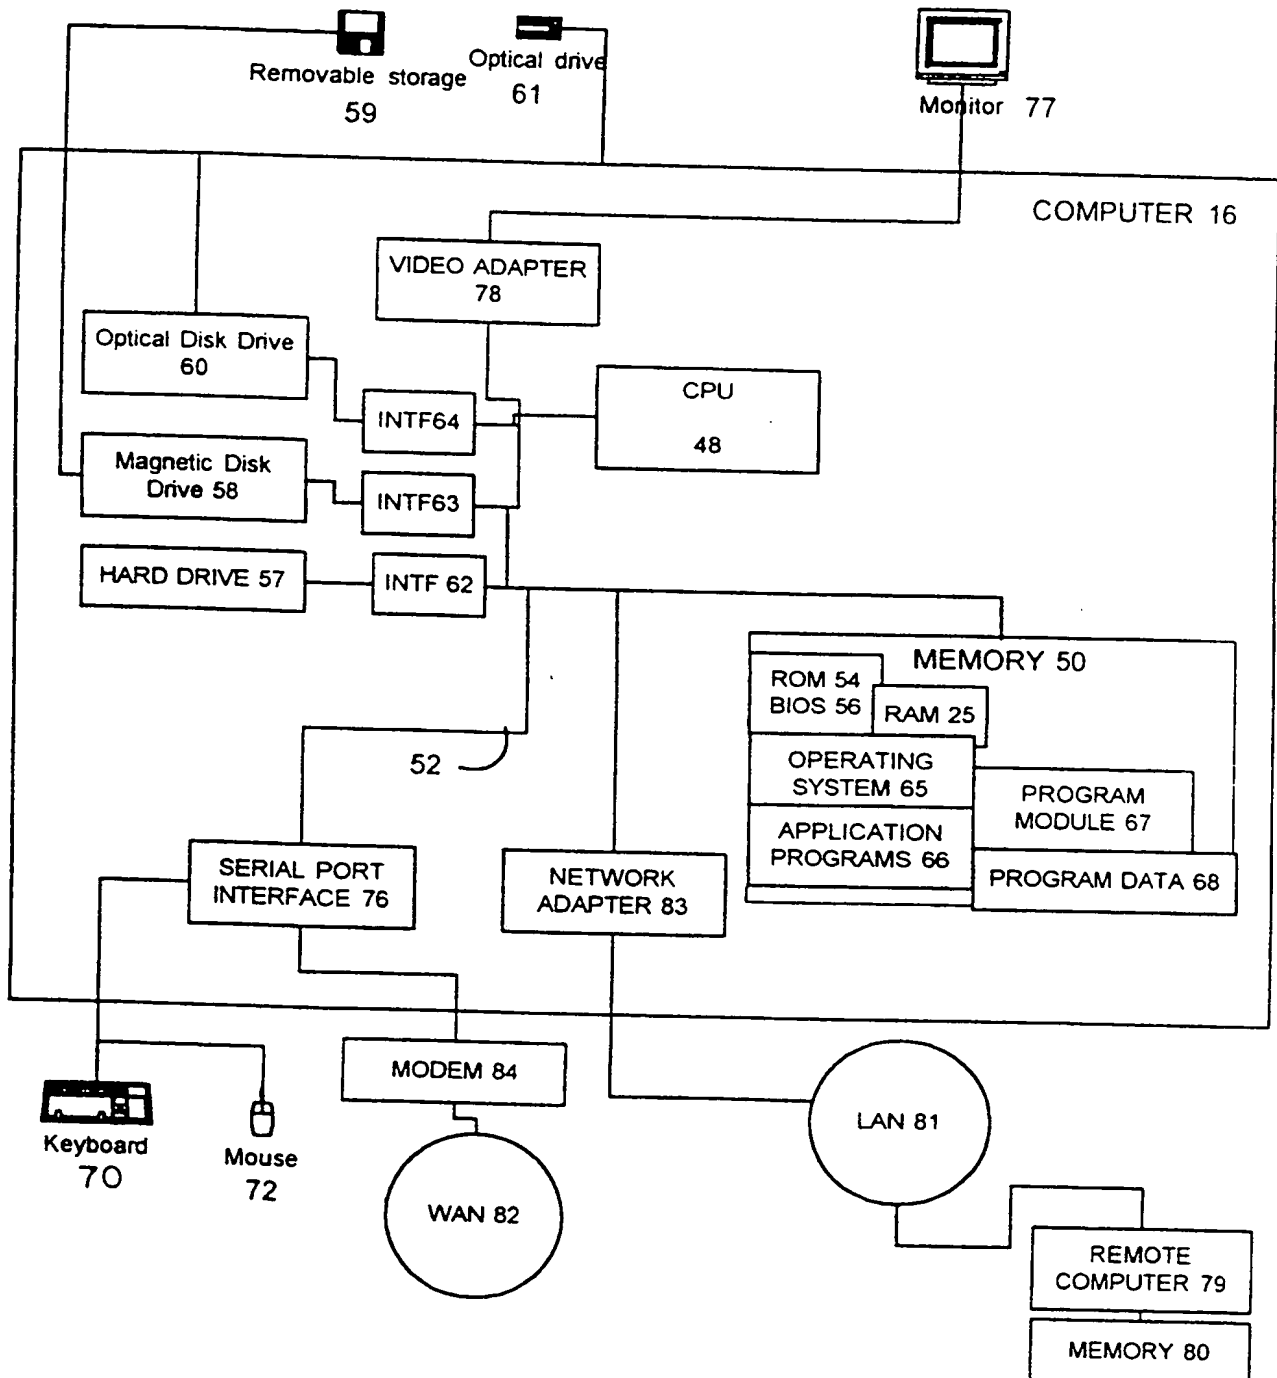 Removable storage
59
Optical drive
61
Monitor 77
COMPUTER 16
VIDEO ADAPTER
78
Optical Disk Drive
60
INTF64
CPU
48
Magnetic Disk
Drive 58
INTF63
HARD DRIVE 57
INTF 62
MEMORY 50
ROM 54
BIOS 56
RAM 25
52
OPERATING
SYSTEM 65
PROGRAM
MODULE 67
APPLICATION
PROGRAMS 66
PROGRAM DATA 68
SERIAL PORT
INTERFACE 76
NETWORK
ADAPTER 83
MODEM 84
LAN 81
Keyboard
70
Mouse
72
WAN 82
REMOTE
COMPUTER 79
MEMORY 80